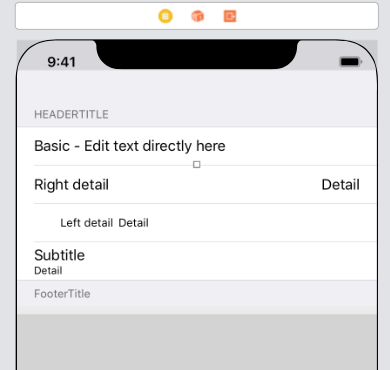 9:41
HEADERTITLE
Basic - Edit text directly here
Right detail Detail
Left detail Detail
Subtitle
Detail
FooterTitle